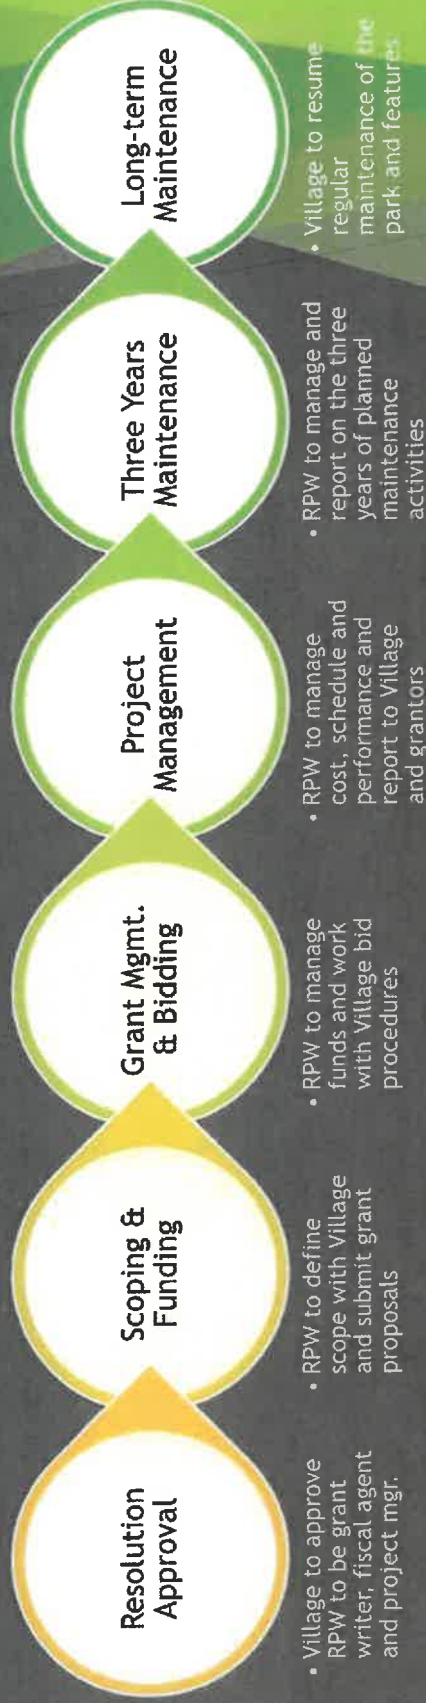 Resolution
Approval
• Village to approve
RPW to be grant
writer, fiscal agent
and project mgr.
Scoping &
Funding
• RPW to define
scope with Village
and submit grant
proposals
Grant Mgmt.
& Bidding
• RPW to manage
funds and work
with Village bid
procedures
Project
Management
• RPW to manage
cost, schedule and
performance and
report to Village
and grantors
Three Years
Maintenance
• RPW to manage and
report on the three
years of planned
maintenance
activities
Long-term
Maintenance
• Village to resume
regular
maintenance of the
park and features